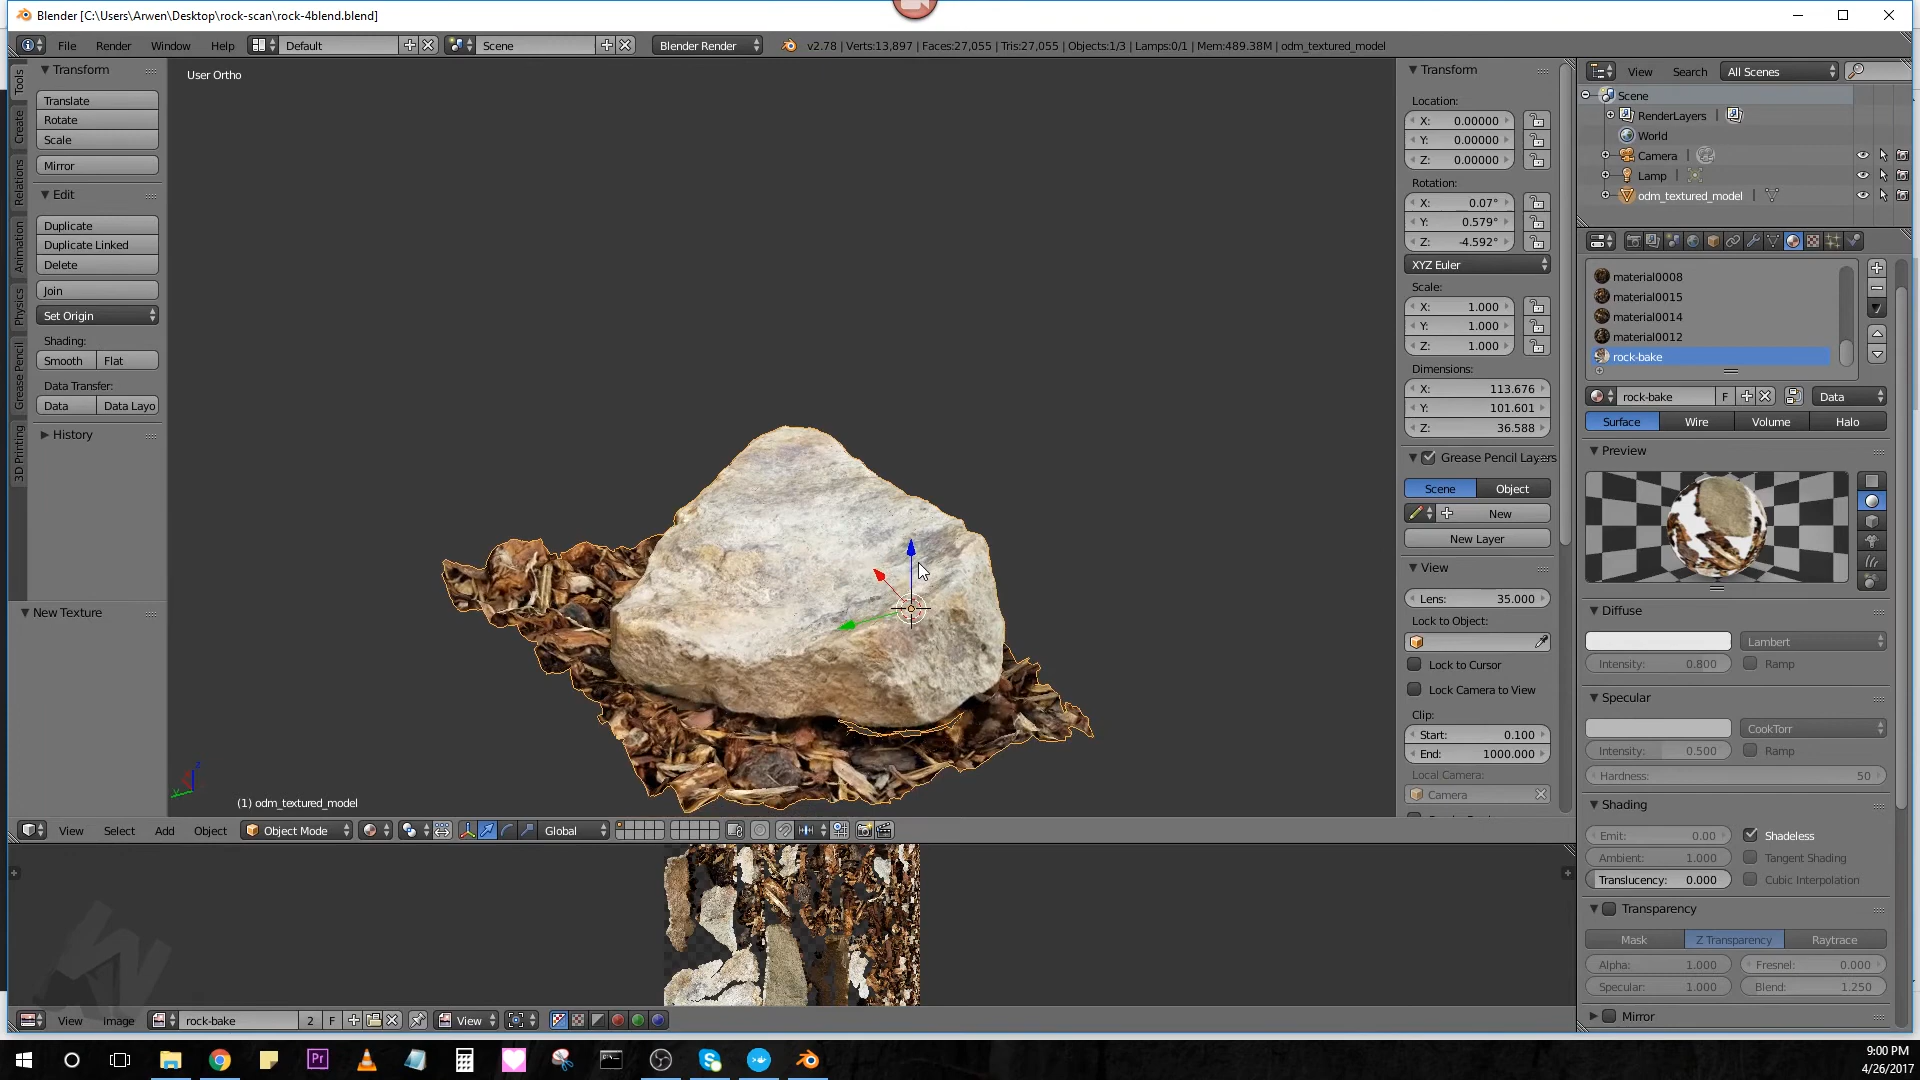 Blender [C:\Users\Arwen\Desktop\rock-scan\rock-4blend.blend]
File Render Window Help Default Scene Blender Render v2.78 | Verts:13,897 | Faces:27,055 | Tris:27,055 | Objects:1/3 | Lamps:0/1 | Mem:489.38M | odm_textured_model
Tools
Create
Relations
Animation
Physics
Grease Pencil
3D Printing
Transform
Translate
Rotate
Scale
Mirror
Edit
Duplicate
Duplicate Linked
Delete
Join
Set Origin
Shading:
Smooth Flat
Data Transfer:
Data Data Layo
History
New Texture
User Ortho
(1) odm_textured_model
Transform
Location:
X: 0.00000
Y: 0.00000
Z: 0.00000
Rotation:
X: 0.07°
Y: 0.579°
Z: -4.592°
XYZ Euler
Scale:
X: 1.000
Y: 1.000
Z: 1.000
Dimensions:
X: 113.676
Y: 101.601
Z: 36.588
Grease Pencil Layers
Scene Object
New
New Layer
View
Lens: 35.000
Lock to Object:
Lock to Cursor
Lock Camera to View
Clip:
Start: 0.100
End: 1000.000
Local Camera:
Camera
View Search All Scenes
Scene
RenderLayers
World
Camera
Lamp
odm_textured_model
material0008
material0015
material0014
material0012
rock-bake
rock-bake F Data
Surface Wire Volume Halo
Preview
Diffuse
Lambert
Intensity: 0.800 Ramp
Specular
CookTorr
Intensity: 0.500 Ramp
Hardness: 50
Shading
Emit: 0.00 Shadeless
Ambient: 1.000 Tangent Shading
Translucency: 0.000 Cubic Interpolation
Transparency
Mask Z Transparency Raytrace
Alpha: 1.000 Fresnel: 0.000
Specular: 1.000 Blend: 1.250
Mirror
View Select Add Object Object Mode Global
View Image rock-bake 2 F View
9:00 PM
4/26/2017